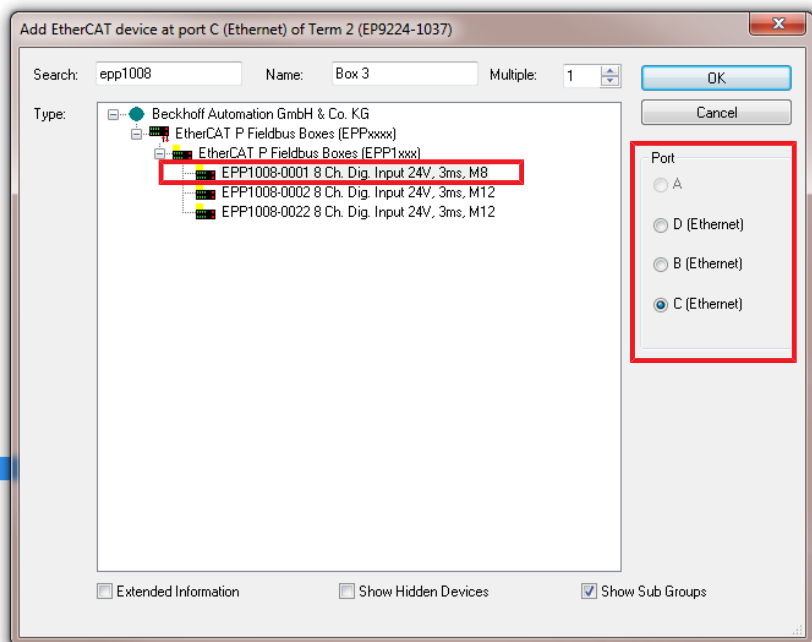 Add EtherCAT device at port C (Ethernet) of Term 2 (EP9224-1037)
Search: epp1008 Name: Box 3 Multiple: 1 OK
Type: Beckhoff Automation GmbH & Co. KG Cancel
EtherCAT P Fieldbus Boxes (EPPxxxx)
EtherCAT P Fieldbus Boxes (EPP1xxx)
EPP1008-0001 8 Ch. Dig. Input 24V, 3ms, M8
EPP1008-0002 8 Ch. Dig. Input 24V, 3ms, M12
EPP1008-0022 8 Ch. Dig. Input 24V, 3ms, M12
Port
A
D (Ethernet)
B (Ethernet)
C (Ethernet)
Extended Information Show Hidden Devices Show Sub Groups